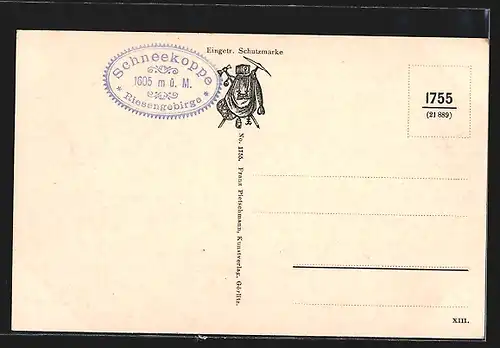 Eingetr. Schutzmarke
Schneekoppe
1605 m ü. M.
* Riesengebirge *
1755
(21 889)
No. 1755. Franz Pietschmann, Kunstverlag, Görlitz.
XIII.